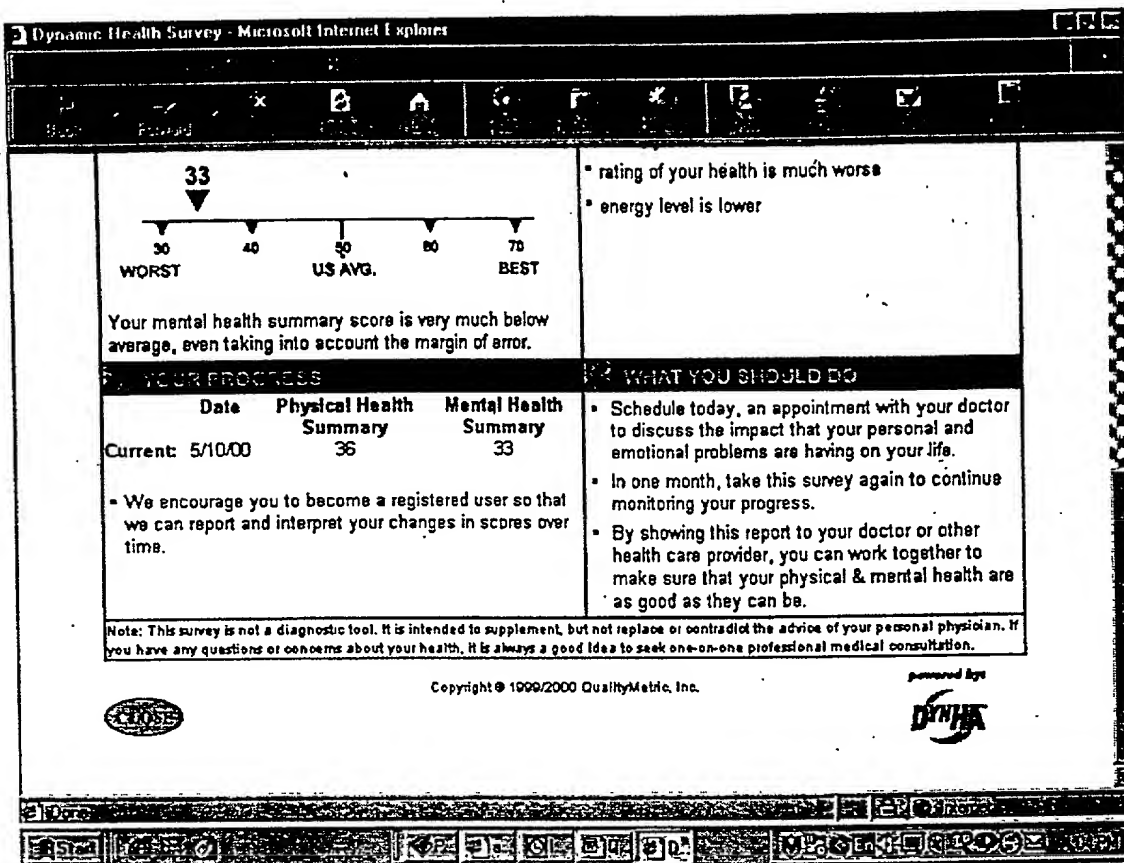 Dynamic Health Survey - Microsoft Internet Explorer
Back Forward
33
30 40 50 60 70
WORST US AVG. BEST
Your mental health summary score is very much below
average, even taking into account the margin of error.
▪ rating of your health is much worse
▪ energy level is lower
YOUR PROGRESS
Date Physical Health Mental Health
Summary Summary
Current: 5/10/00 36 33
▪ We encourage you to become a registered user so that
we can report and interpret your changes in scores over
time.
WHAT YOU SHOULD DO
▪ Schedule today, an appointment with your doctor
to discuss the impact that your personal and
emotional problems are having on your life.
▪ In one month, take this survey again to continue
monitoring your progress.
▪ By showing this report to your doctor or other
health care provider, you can work together to
make sure that your physical & mental health are
as good as they can be.
Note: This survey is not a diagnostic tool. It is intended to supplement, but not replace or contradict the advice of your personal physician. If
you have any questions or concerns about your health, it is always a good idea to seek one-on-one professional medical consultation.
Copyright © 1999/2000 QualityMetric, Inc.
CLOSE
powered by:
DYNHA
Done
Start